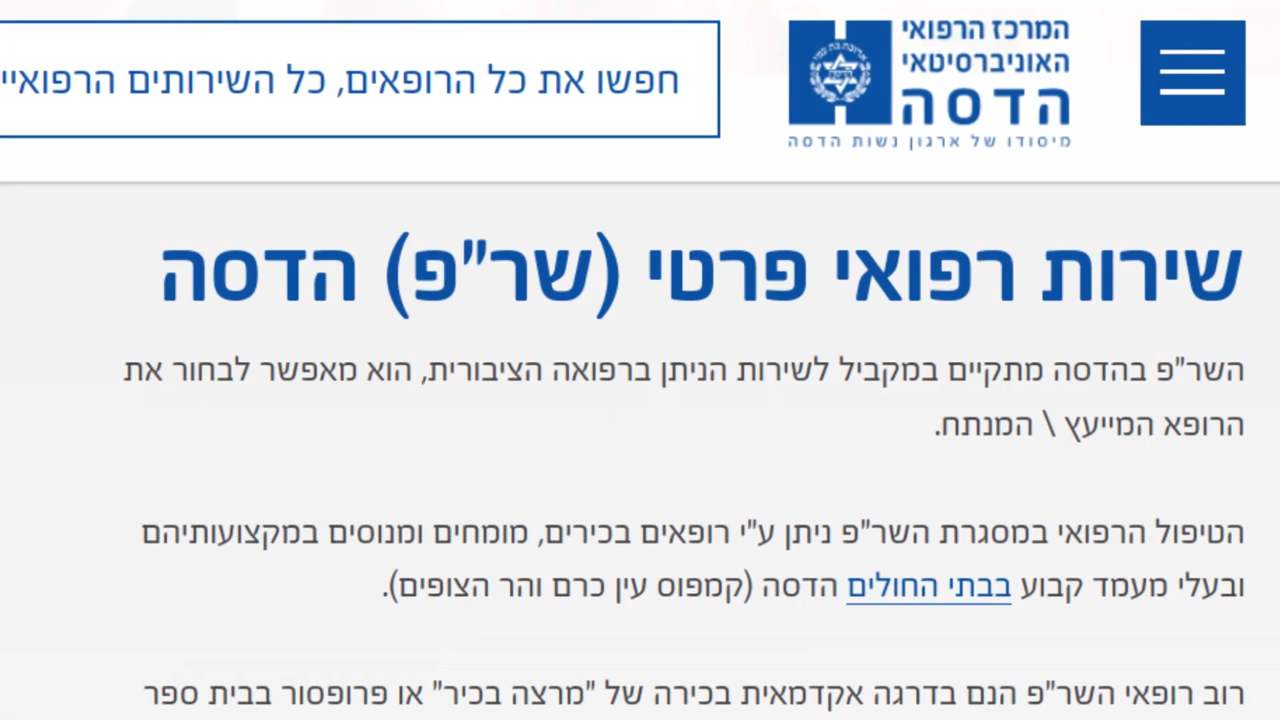 המרכז הרפואי
האוניברסיטאי
הדסה
מיסודו של ארגון נשות הדסה
חפשו את כל הרופאים, כל השירותים
שירות רפואי פרטי (שר"פ) הדסה
השר"פ בהדסה מתקיים במקביל לשירות הניתן ברפואה הציבורית, הוא מאפשר לבחור את
הרופא המייעץ \ המנתח.
הטיפול הרפואי במסגרת השר"פ ניתן ע"י רופאים בכירים, מומחים ומנוסים במקצועותיהם
ובעלי מעמד קבוע בבתי החולים הדסה (קמפוס עין כרם והר הצופים).
רוב רופאי השר"פ הנם בדרגה אקדמאית בכירה של "מרצה בכיר" או פרופסור בבית ספר